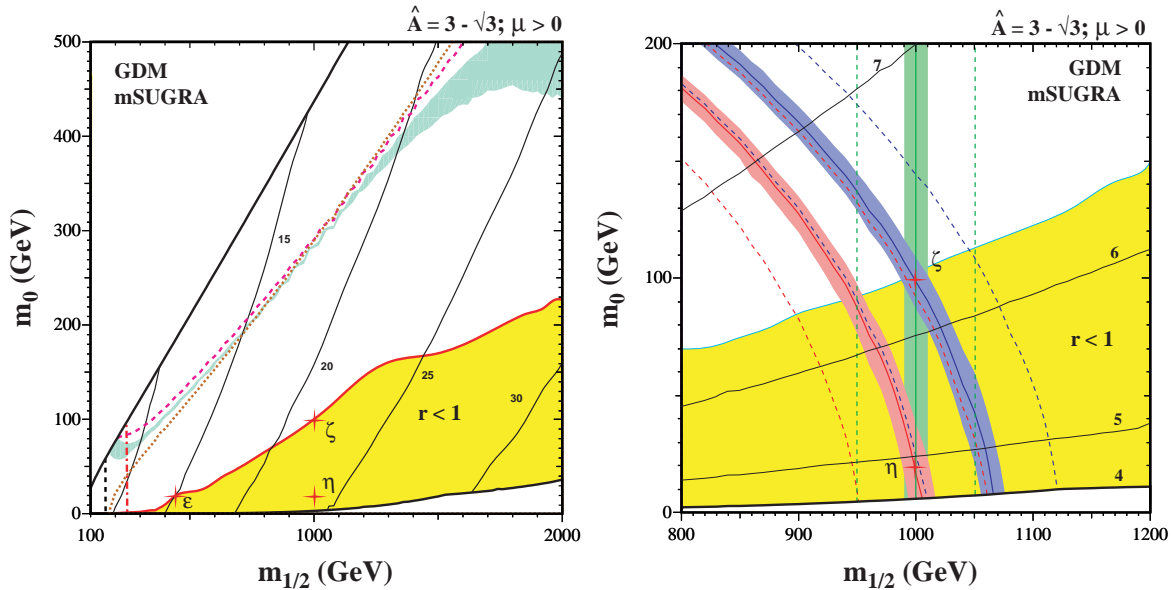 Â = 3 - √3; μ > 0
500
400
300
200
100
0
m₀ (GeV)
GDM
mSUGRA
15
20
25
30
r < 1
ζ
η
ε
100
1000
2000
m₁/₂ (GeV)
Â = 3 - √3; μ > 0
200
100
0
m₀ (GeV)
7
GDM
mSUGRA
ζ
6
r < 1
5
η
4
800
900
1000
1100
1200
m₁/₂ (GeV)